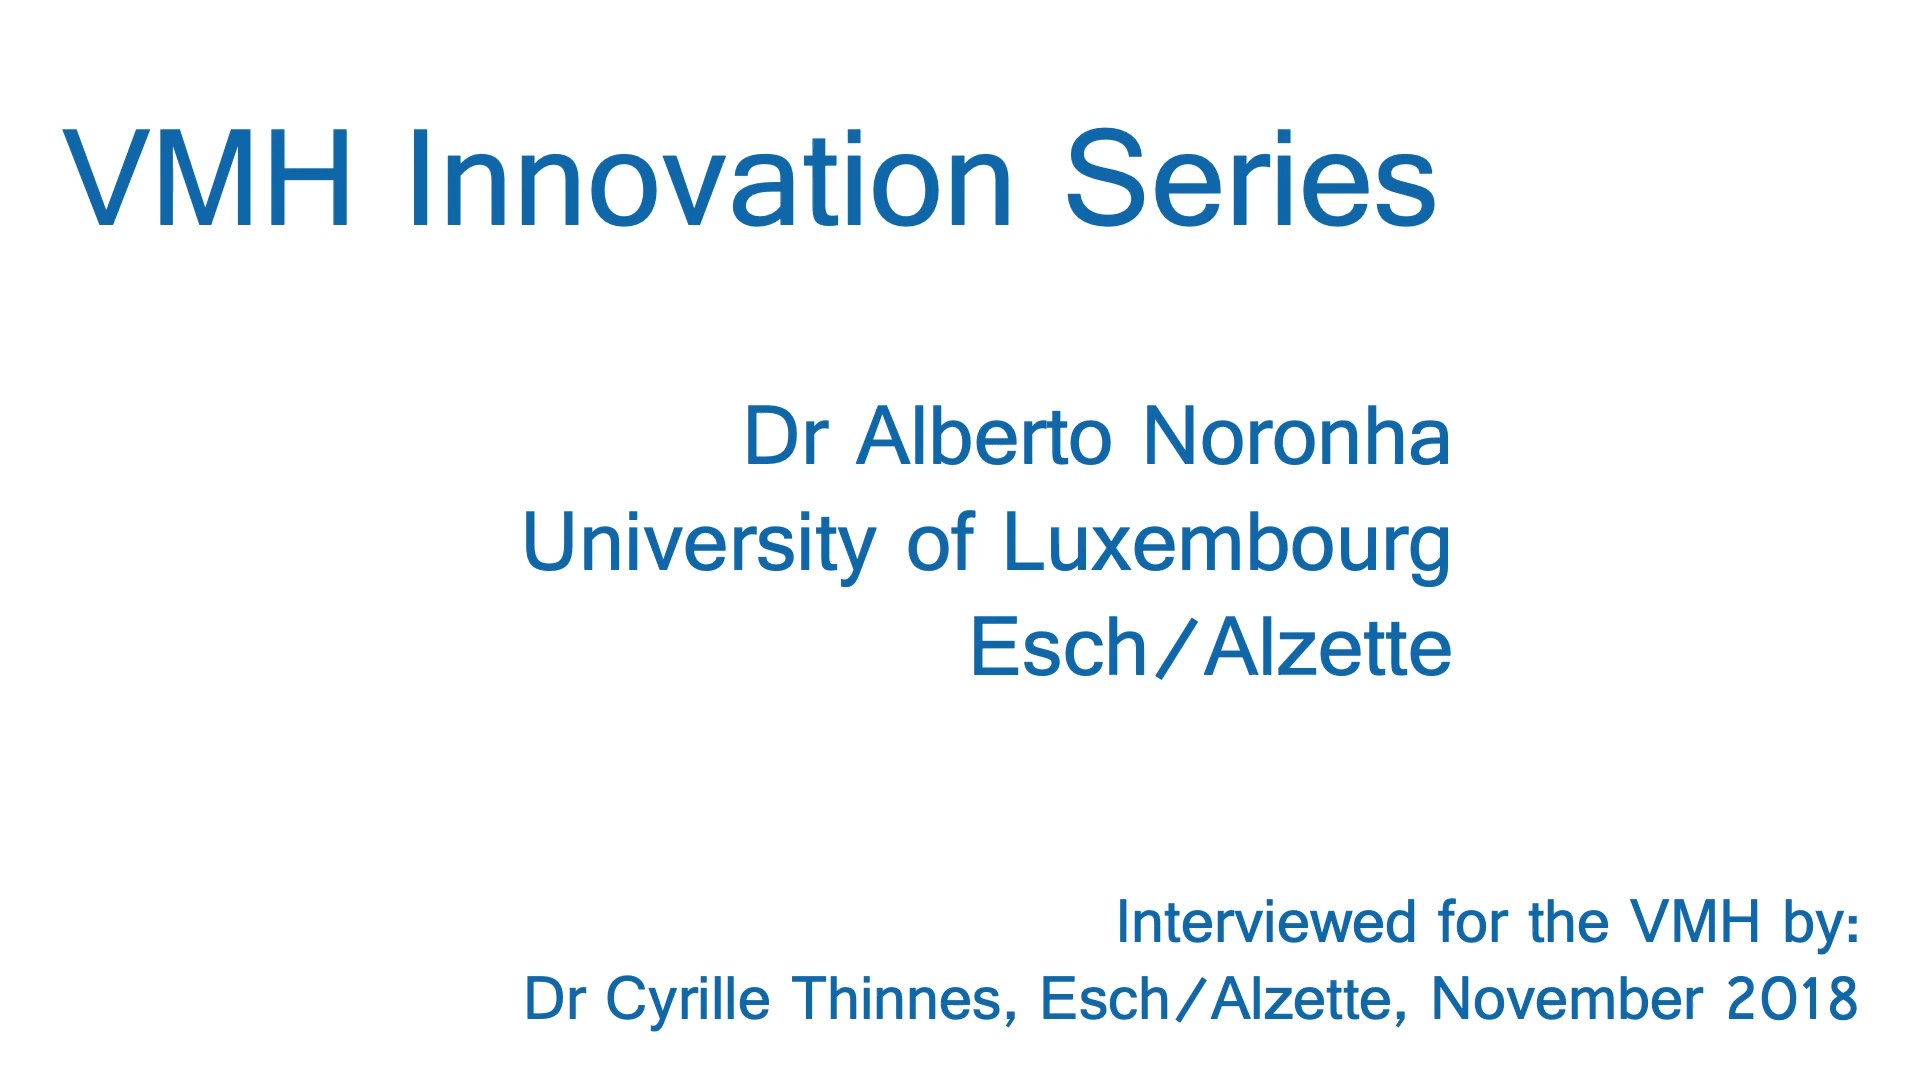 VMH Innovation Series
Dr Alberto Noronha
University of Luxembourg
Esch/Alzette
Interviewed for the VMH by:
Dr Cyrille Thinnes, Esch/Alzette, November 2018